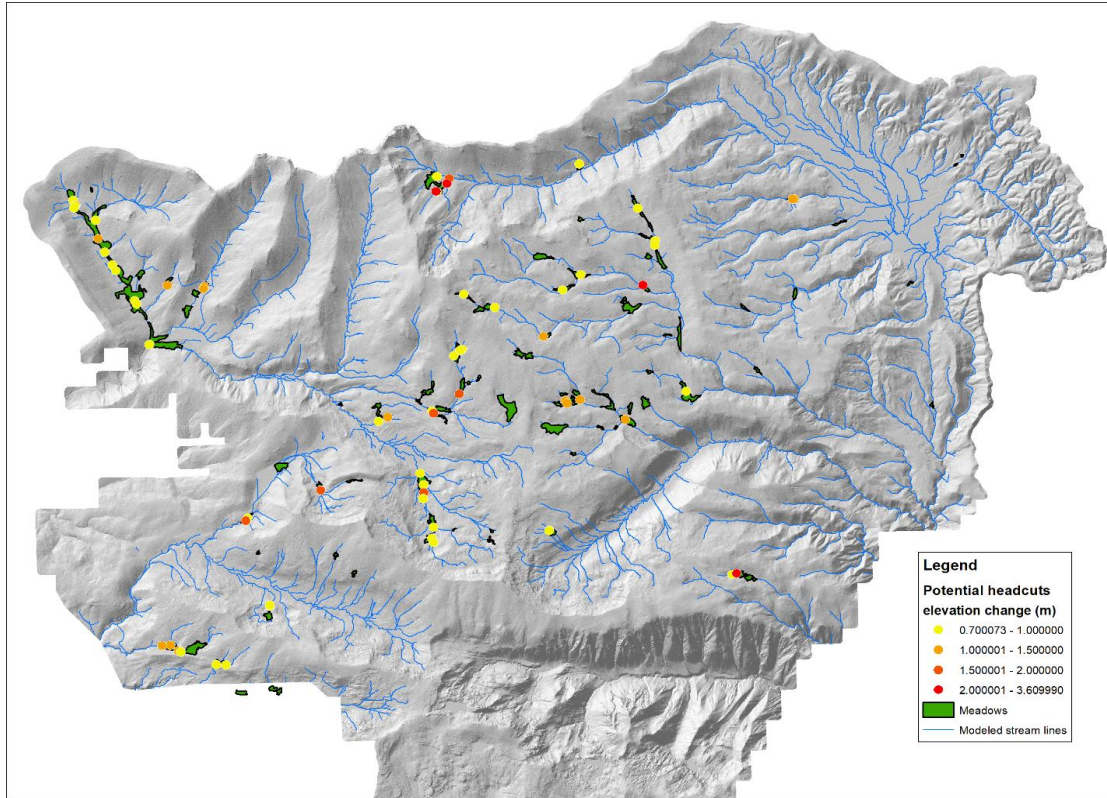 Legend
Potential headcuts
elevation change (m)
0.700073 - 1.000000
1.000001 - 1.500000
1.500001 - 2.000000
2.000001 - 3.609990
Meadows
Modeled stream lines